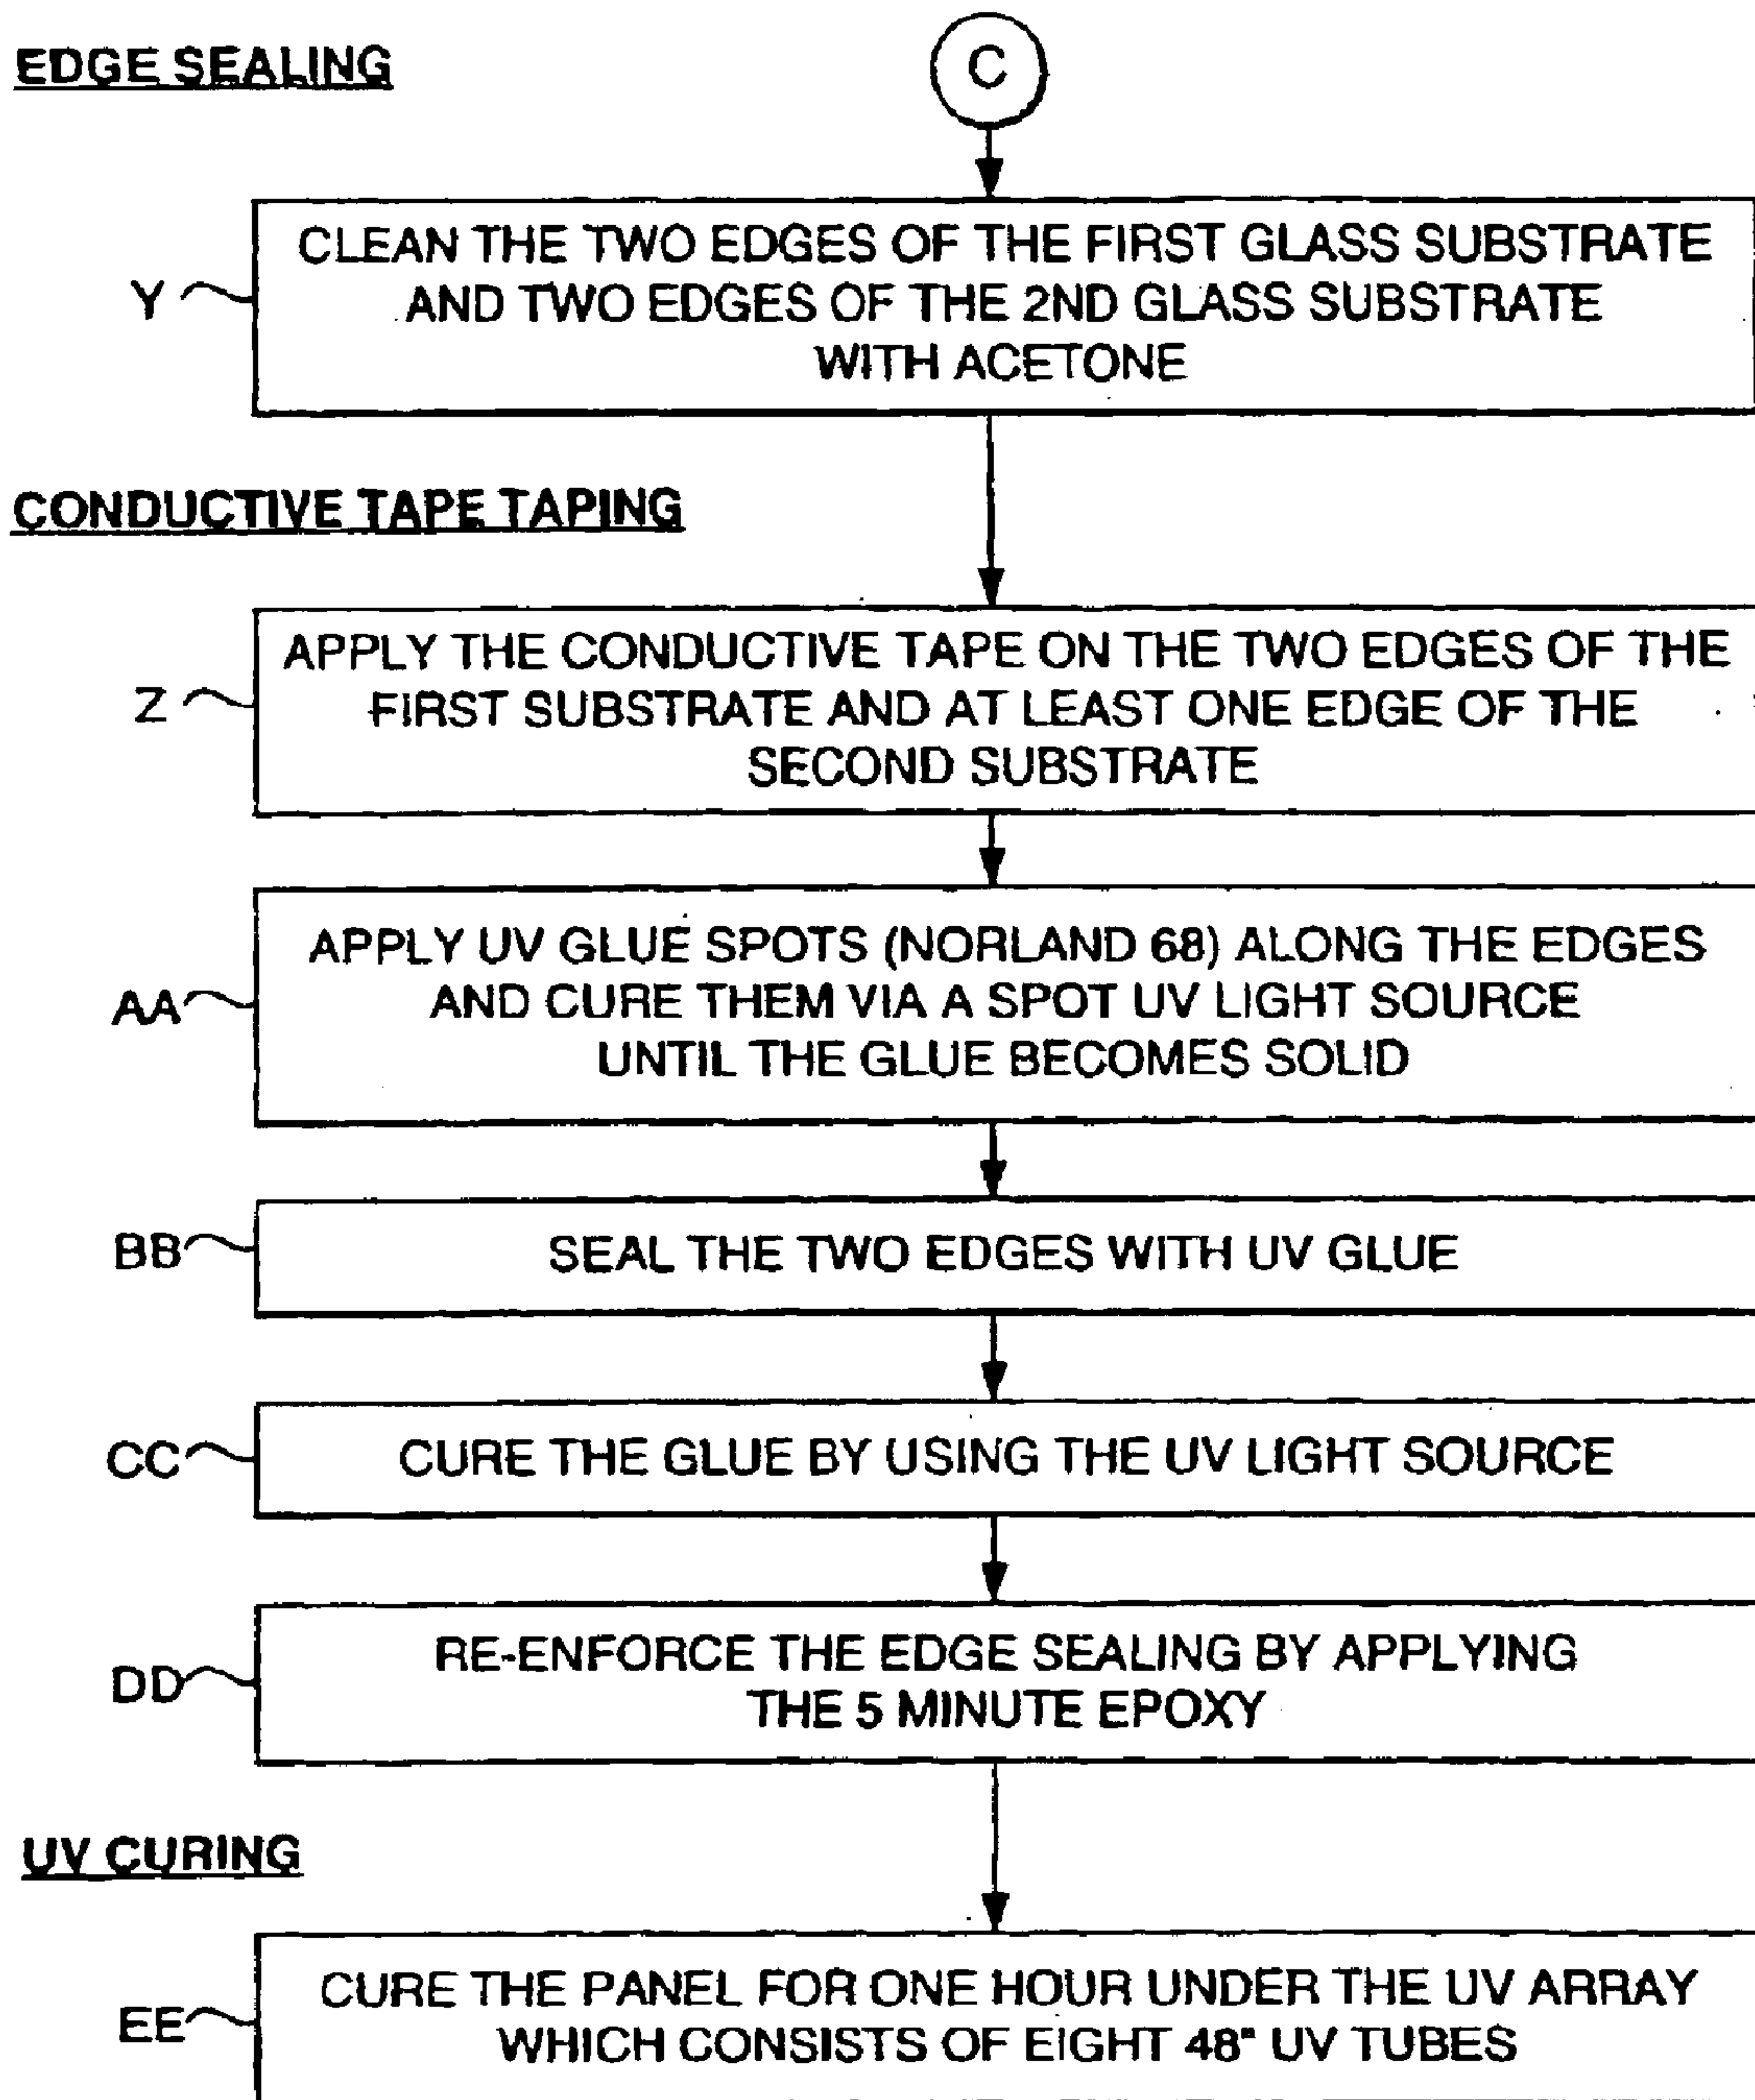 EDGE SEALING
C
CLEAN THE TWO EDGES OF THE FIRST GLASS SUBSTRATE
Y
AND TWO EDGES OF THE 2ND GLASS SUBSTRATE
WITH ACETONE
CONDUCTIVE TAPE TAPING
APPLY THE CONDUCTIVE TAPE ON THE TWO EDGES OF THE
Z
FIRST SUBSTRATE AND AT LEAST ONE EDGE OF THE
SECOND SUBSTRATE
APPLY UV GLUE SPOTS (NORLAND 68) ALONG THE EDGES
AA
AND CURE THEM VIA A SPOT UV LIGHT SOURCE
UNTIL THE GLUE BECOMES SOLID
BB
SEAL THE TWO EDGES WITH UV GLUE
CC
CURE THE GLUE BY USING THE UV LIGHT SOURCE
RE-ENFORCE THE EDGE SEALING BY APPLYING
DD
THE 5 MINUTE EPOXY
UV CURING
CURE THE PANEL FOR ONE HOUR UNDER THE UV ARRAY
EE
WHICH CONSISTS OF EIGHT 48" UV TUBES